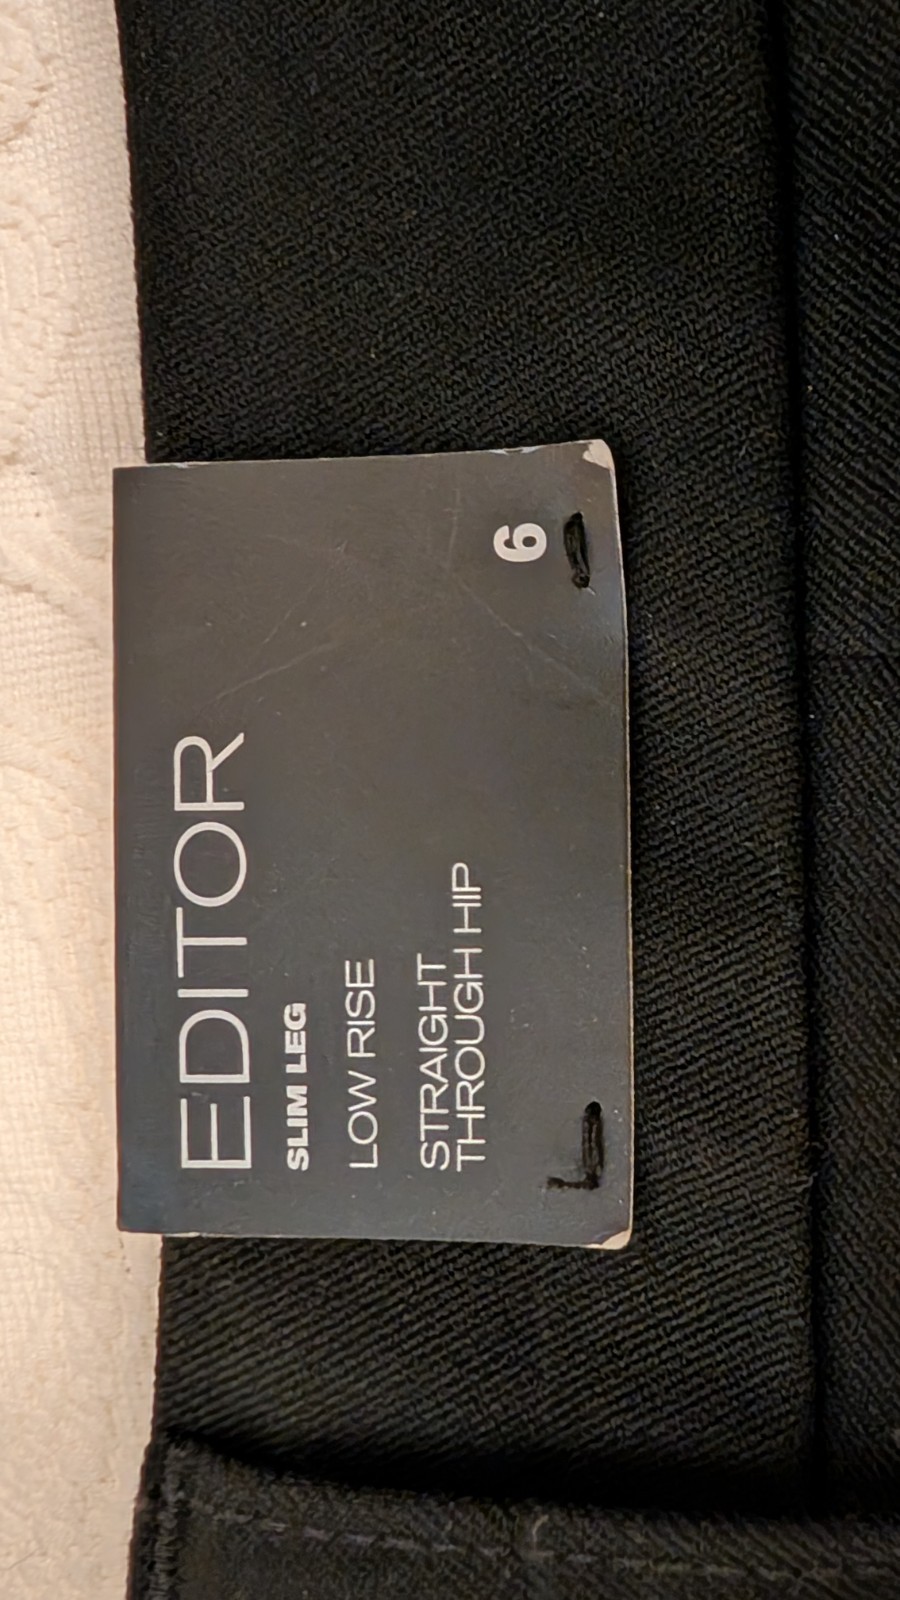 EDITOR
SLIM LEG
LOW RISE
STRAIGHT
THROUGH HIP
6